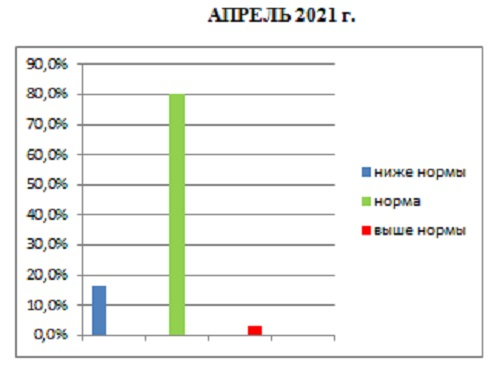 АПРЕЛЬ 2021 г.
90,0%
80,0%
70,0%
60,0%
50,0%
40,0%
30,0%
20,0%
10,0%
0,0%
ниже нормы
норма
выше нормы